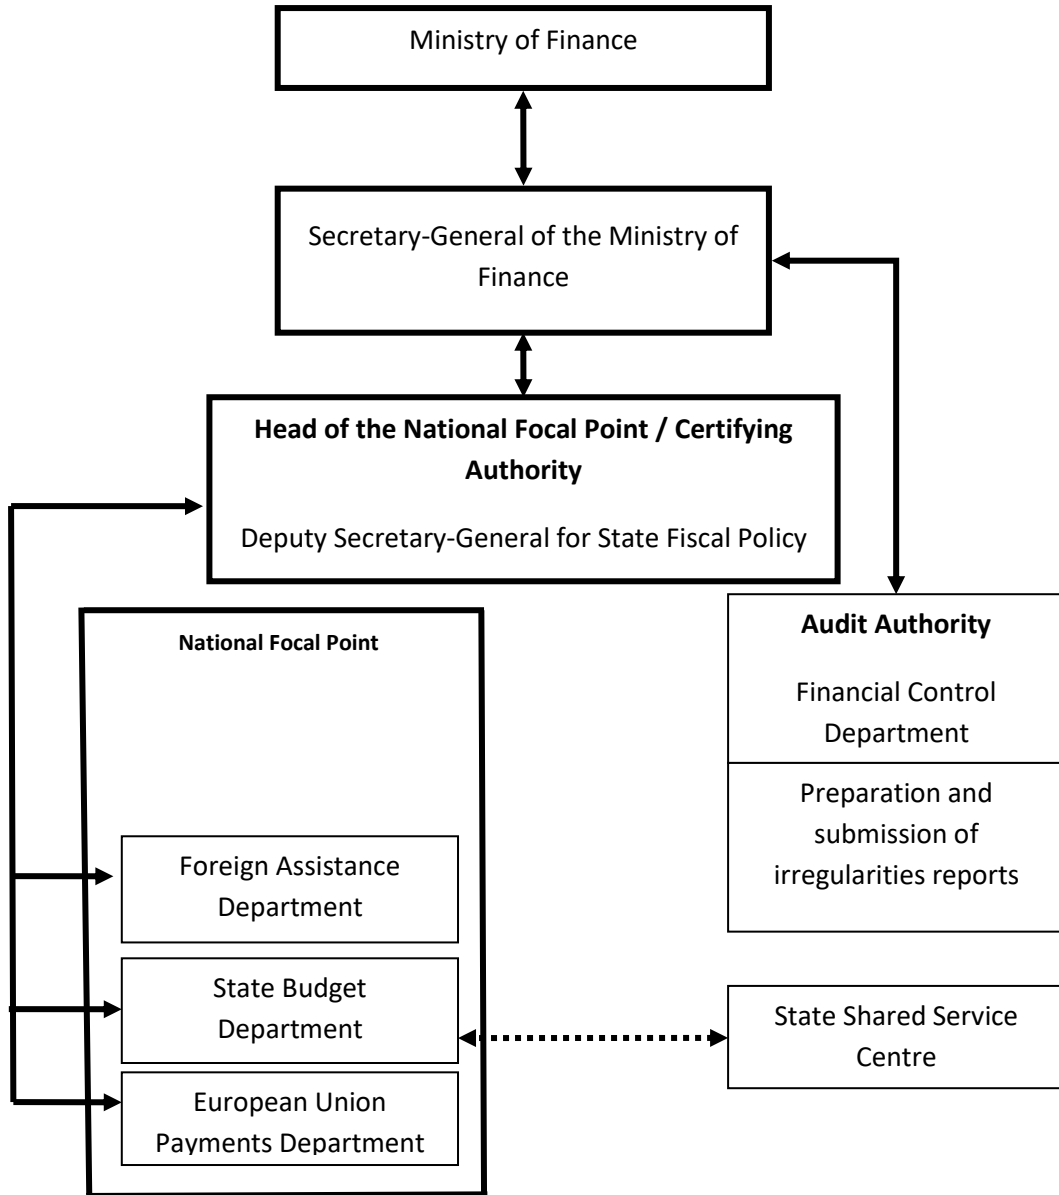 Ministry of Finance
Secretary-General of the Ministry of
Finance
Head of the National Focal Point / Certifying
Authority
Deputy Secretary-General for State Fiscal Policy
National Focal Point
Foreign Assistance
Department
State Budget
Department
European Union
Payments Department
Audit Authority
Financial Control
Department
Preparation and
submission of
irregularities reports
State Shared Service
Centre